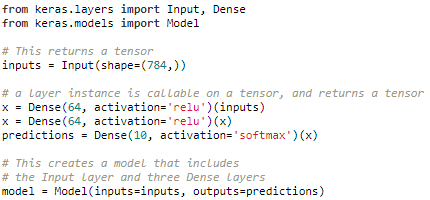 from keras.layers import Input, Dense
from keras.models import Model
# This returns a tensor
inputs = Input(shape=(784,))
# a layer instance is callable on a tensor, and returns a tensor
x = Dense(64, activation='relu')(inputs)
x = Dense(64, activation='relu')(x)
predictions = Dense(10, activation='softmax')(x)
# This creates a model that includes
# the Input layer and three Dense layers
model = Model(inputs=inputs, outputs=predictions)